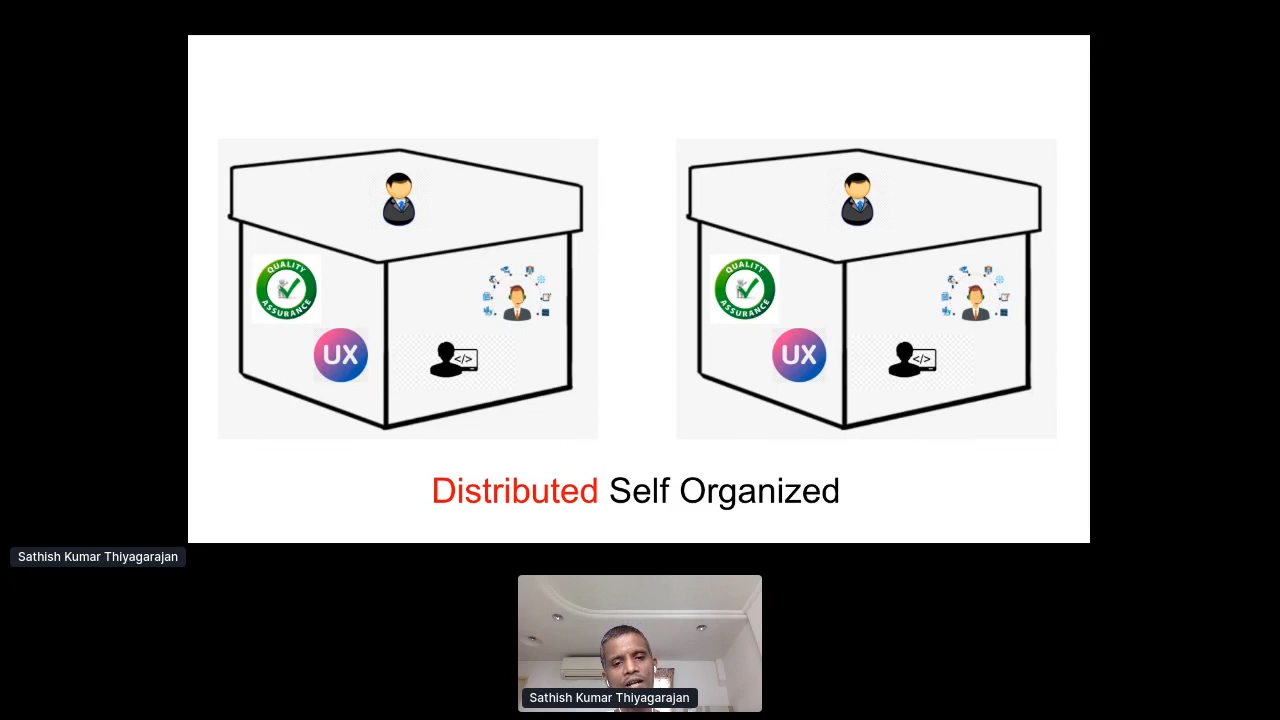 QUALITY
ASSURANCE
UX
</>
QUALITY
ASSURANCE
UX
</>
Distributed Self Organized
Sathish Kumar Thiyagarajan
Sathish Kumar Thiyagarajan